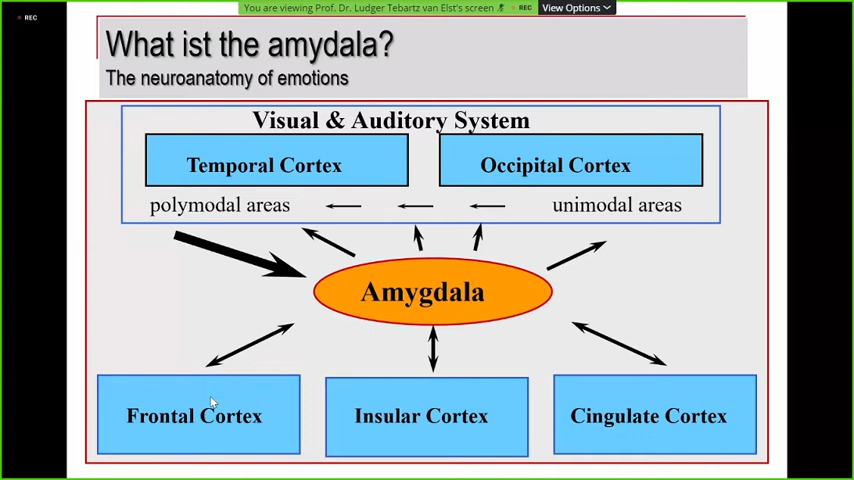 REC
You are viewing Prof. Dr. Ludger Tebartz van Elst's screen
REC
View Options
What ist the amydala?
The neuroanatomy of emotions
Visual & Auditory System
Temporal Cortex
Occipital Cortex
polymodal areas
unimodal areas
Amygdala
Frontal Cortex
Insular Cortex
Cingulate Cortex